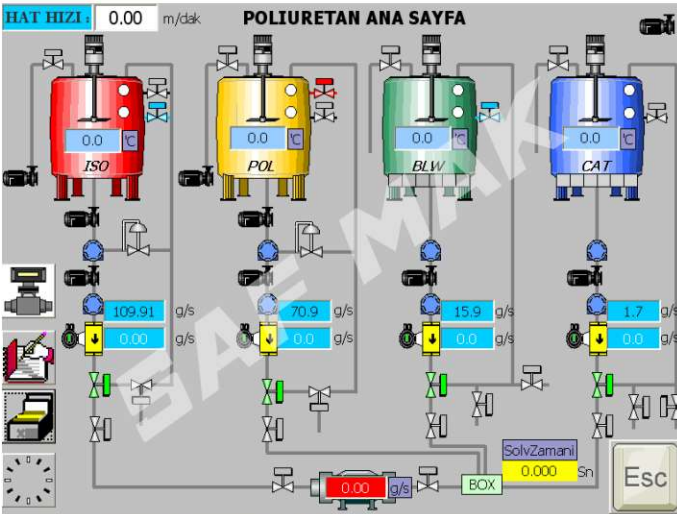 HAT HIZI : 0.00 m/dak POLIURETAN ANA SAYFA
0.0 °C 0.0 °C 0.0 °C 0.0 °C
ISO POL BLW CAT
109.91 g/s 70.9 g/s 15.9 g/s 1.7 g/s
0.00 g/s 0.0 g/s 0.0 g/s 0.0 g/s
SAF MAK
SolvZamani
0.000 Sn
0.00 g/s BOX Esc